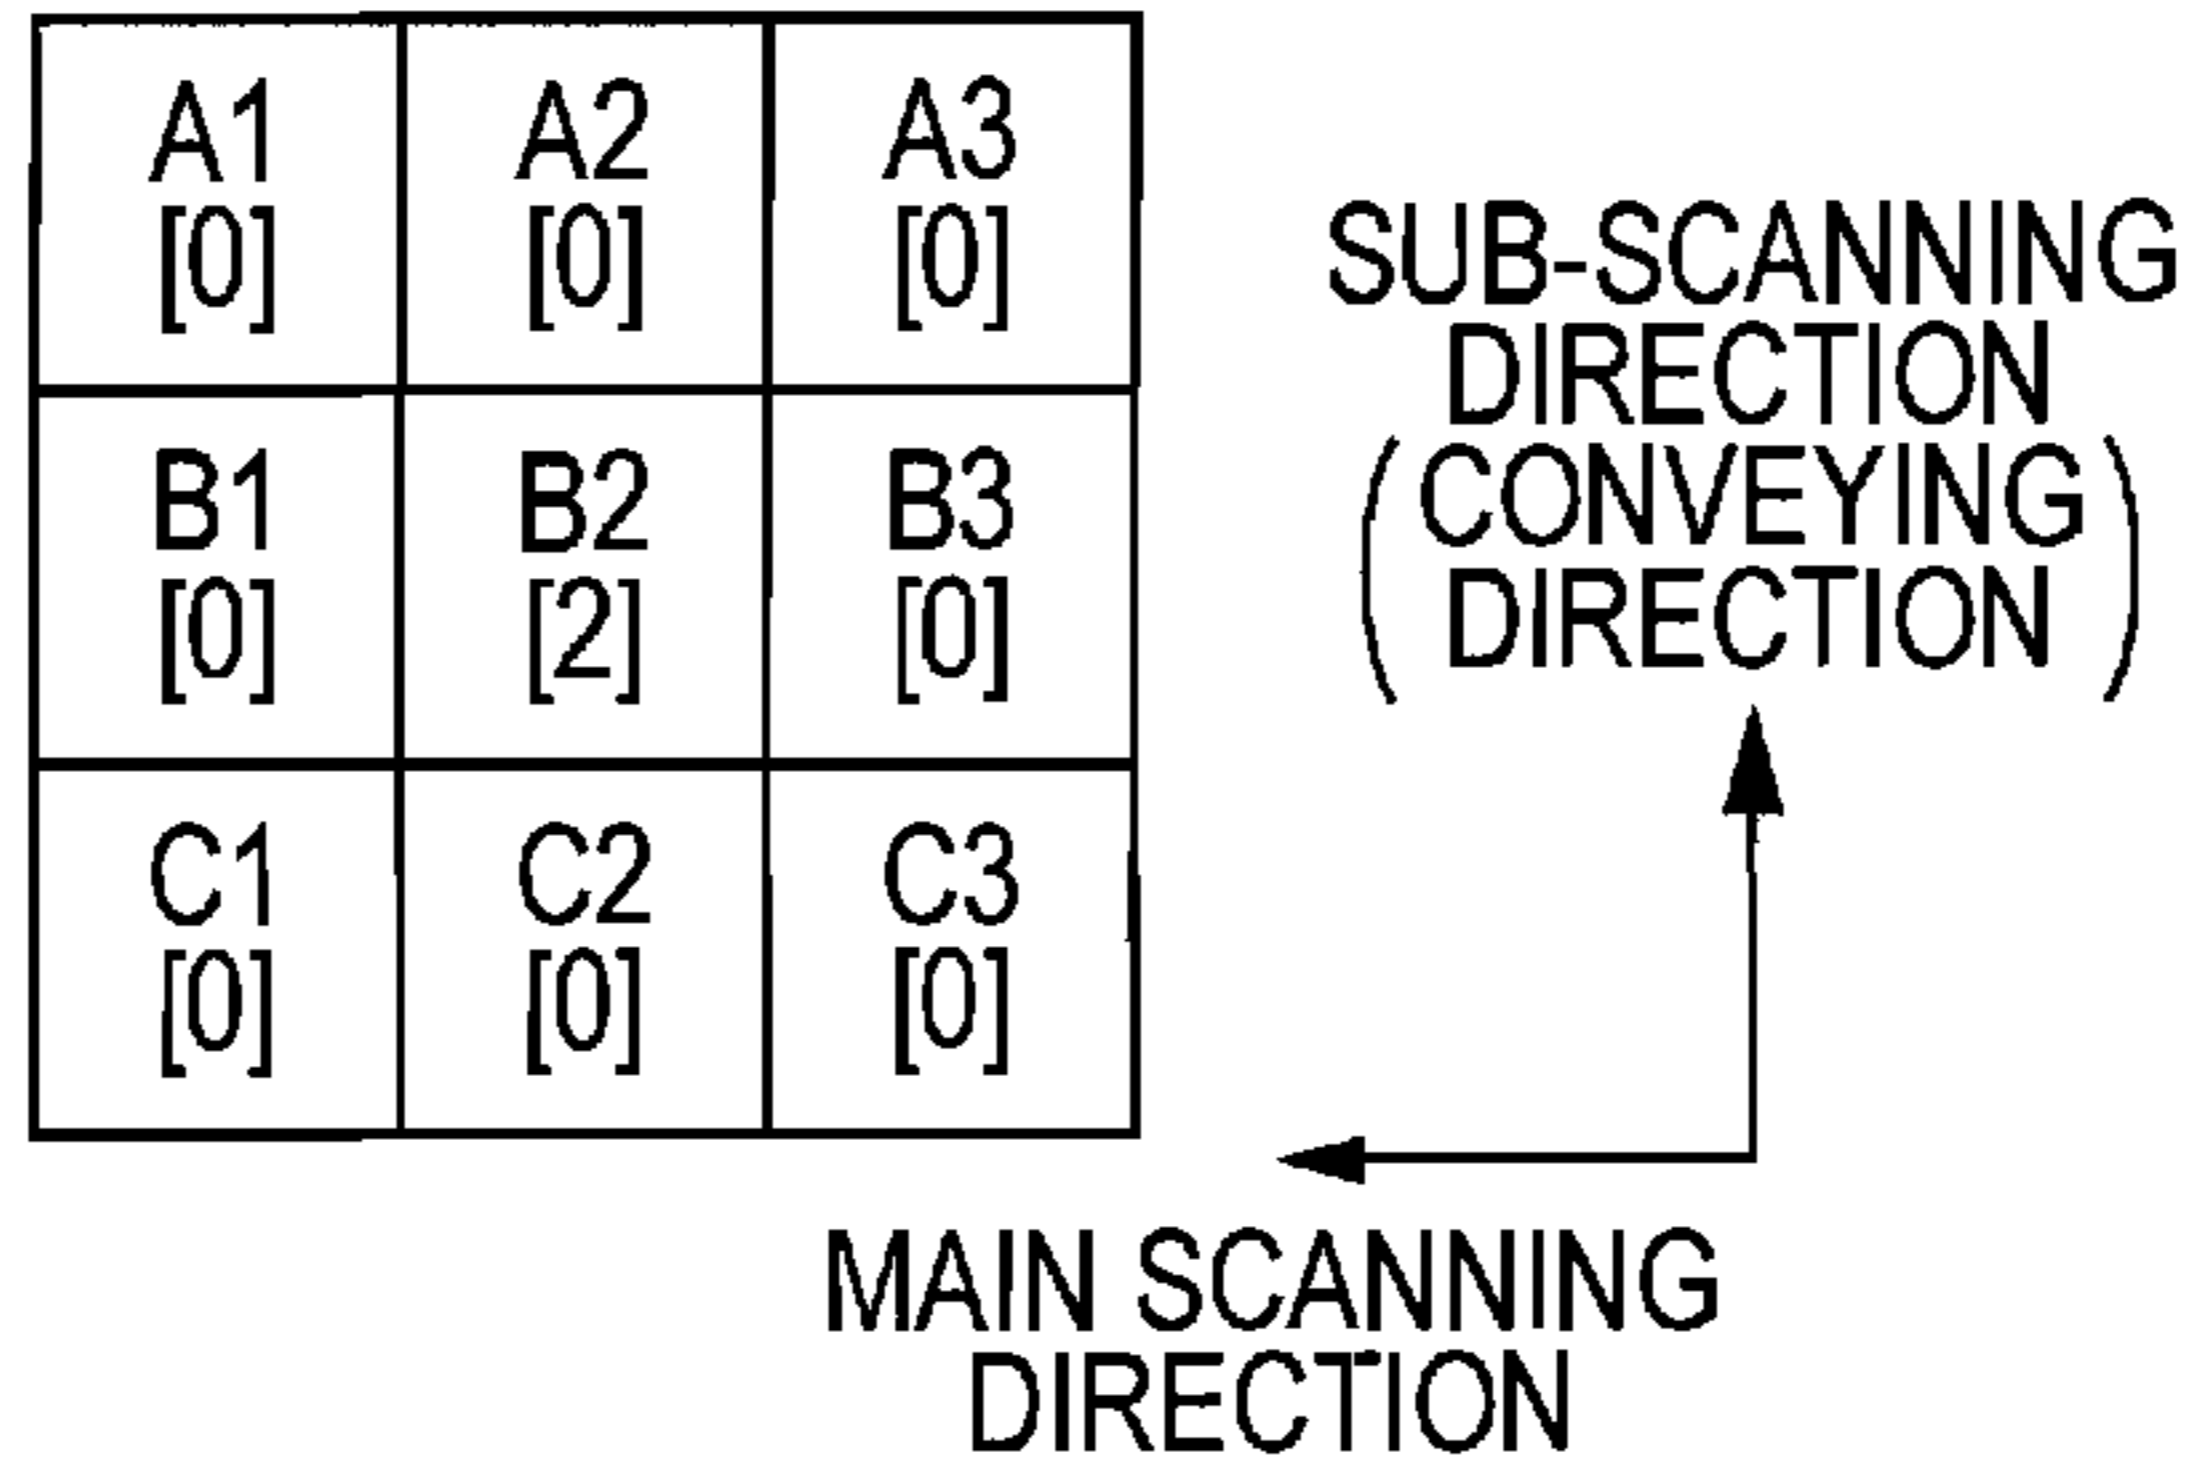 A1 A2 A3
[0] [0] [0]
B1 B2 B3
[0] [2] [0]
C1 C2 C3
[0] [0] [0]
SUB-SCANNING
DIRECTION
(CONVEYING
DIRECTION)
MAIN SCANNING
DIRECTION